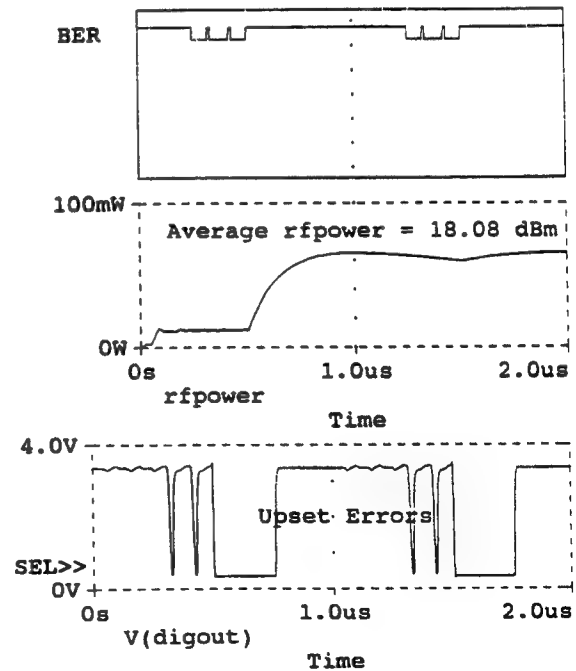 BER
100mW
Average rfpower = 18.08 dBm
0W
0s 1.0us 2.0us
rfpower
Time
4.0V
Upset Errors
SEL>>
0V
0s 1.0us 2.0us
V(digout)
Time